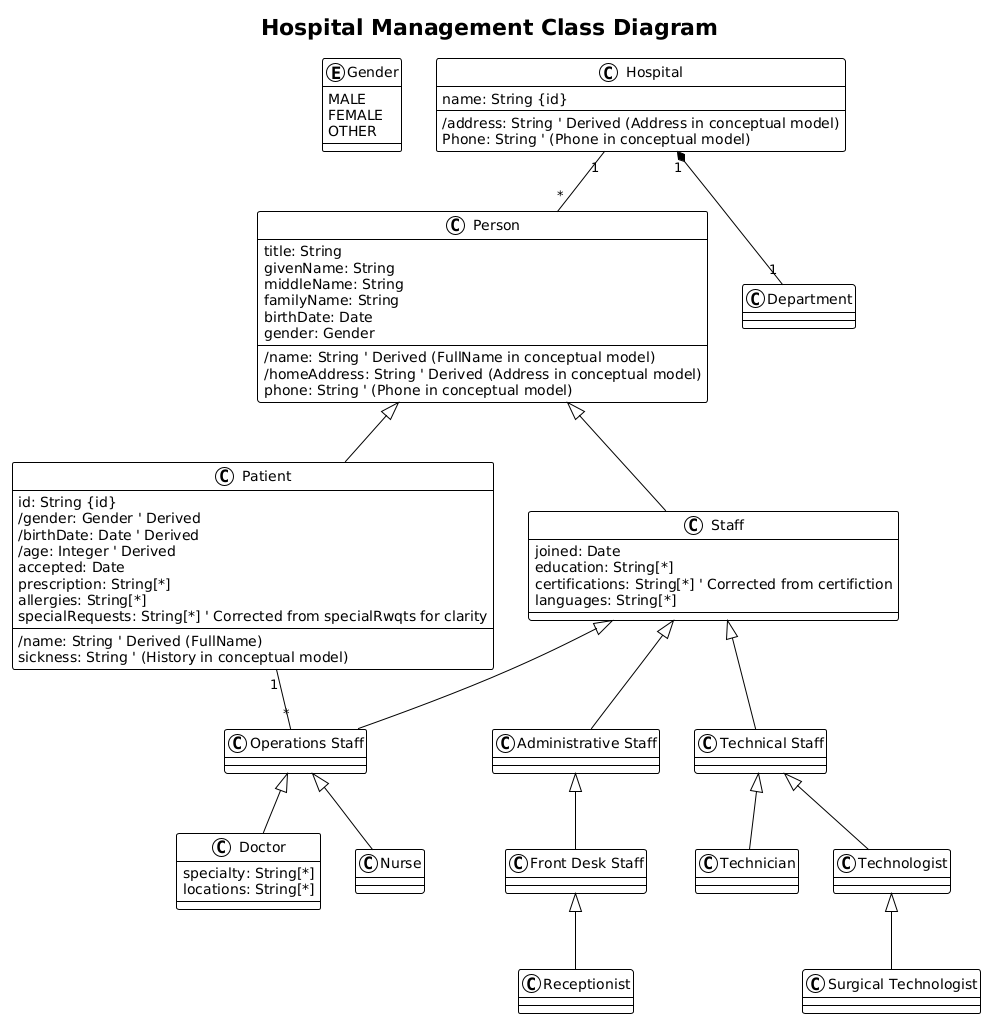 Hospital Management Class Diagram
E Gender
MALE
FEMALE
OTHER
C Hospital
name: String {id}
/address: String ' Derived (Address in conceptual model)
Phone: String ' (Phone in conceptual model)
1
1
*
1
C Person
title: String
givenName: String
middleName: String
familyName: String
birthDate: Date
gender: Gender
/name: String ' Derived (FullName in conceptual model)
/homeAddress: String ' Derived (Address in conceptual model)
phone: String ' (Phone in conceptual model)
C Department
C Patient
id: String {id}
/gender: Gender ' Derived
/birthDate: Date ' Derived
/age: Integer ' Derived
accepted: Date
prescription: String[*]
allergies: String[*]
specialRequests: String[*] ' Corrected from specialRwqts for clarity
/name: String ' Derived (FullName)
sickness: String ' (History in conceptual model)
C Staff
joined: Date
education: String[*]
certifications: String[*] ' Corrected from certifiction
languages: String[*]
1
*
C Operations Staff
C Administrative Staff
C Technical Staff
C Doctor
specialty: String[*]
locations: String[*]
C Nurse
C Front Desk Staff
C Technician
C Technologist
C Receptionist
C Surgical Technologist